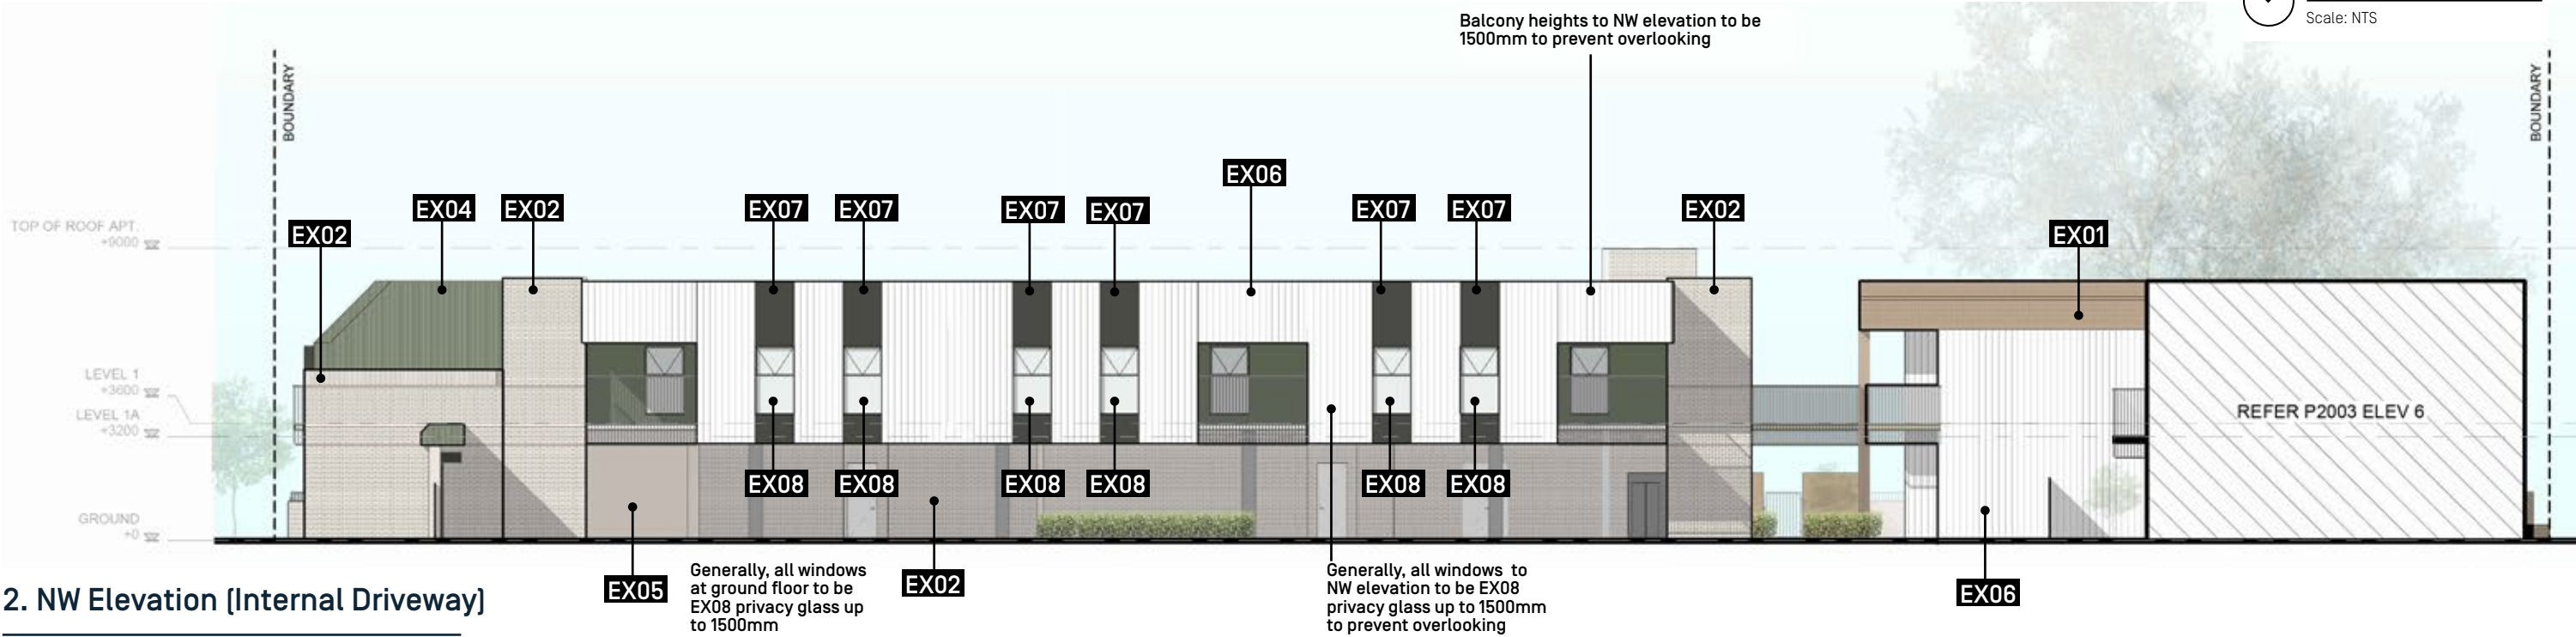 Balcony heights to NW elevation to be
1500mm to prevent overlooking
Scale: NTS
BOUNDARY
BOUNDARY
EX06
EX04
EX02
EX07
EX07
EX07
EX07
EX07
EX07
EX02
EX02
EX01
TOP OF ROOF APT.
+9000
LEVEL 1
+3600
LEVEL 1A
+3200
REFER P2003 ELEV 6
EX08
EX08
EX08
EX08
EX08
EX08
GROUND
+0
EX05
Generally, all windows
at ground floor to be
EX08 privacy glass up
to 1500mm
EX02
Generally, all windows to
NW elevation to be EX08
privacy glass up to 1500mm
to prevent overlooking
EX06
2. NW Elevation (Internal Driveway)